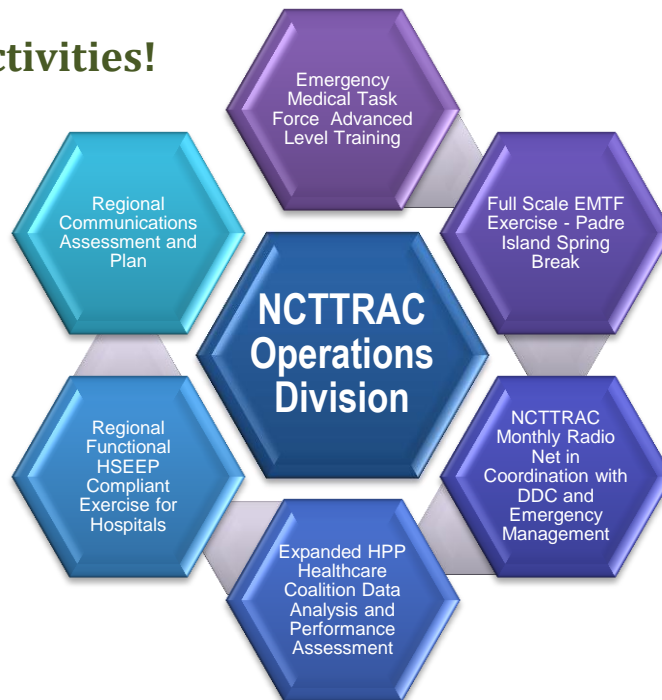 ctivities!
Emergency
Medical Task
Force Advanced
Level Training
Regional
Communications
Assessment and
Plan
Full Scale EMTF
Exercise - Padre
Island Spring
Break
NCTTRAC
Operations
Division
Regional
Functional
HSEEP
Compliant
Exercise for
Hospitals
NCTTRAC
Monthly Radio
Net in
Coordination with
DDC and
Emergency
Management
Expanded HPP
Healthcare
Coalition Data
Analysis and
Performance
Assessment